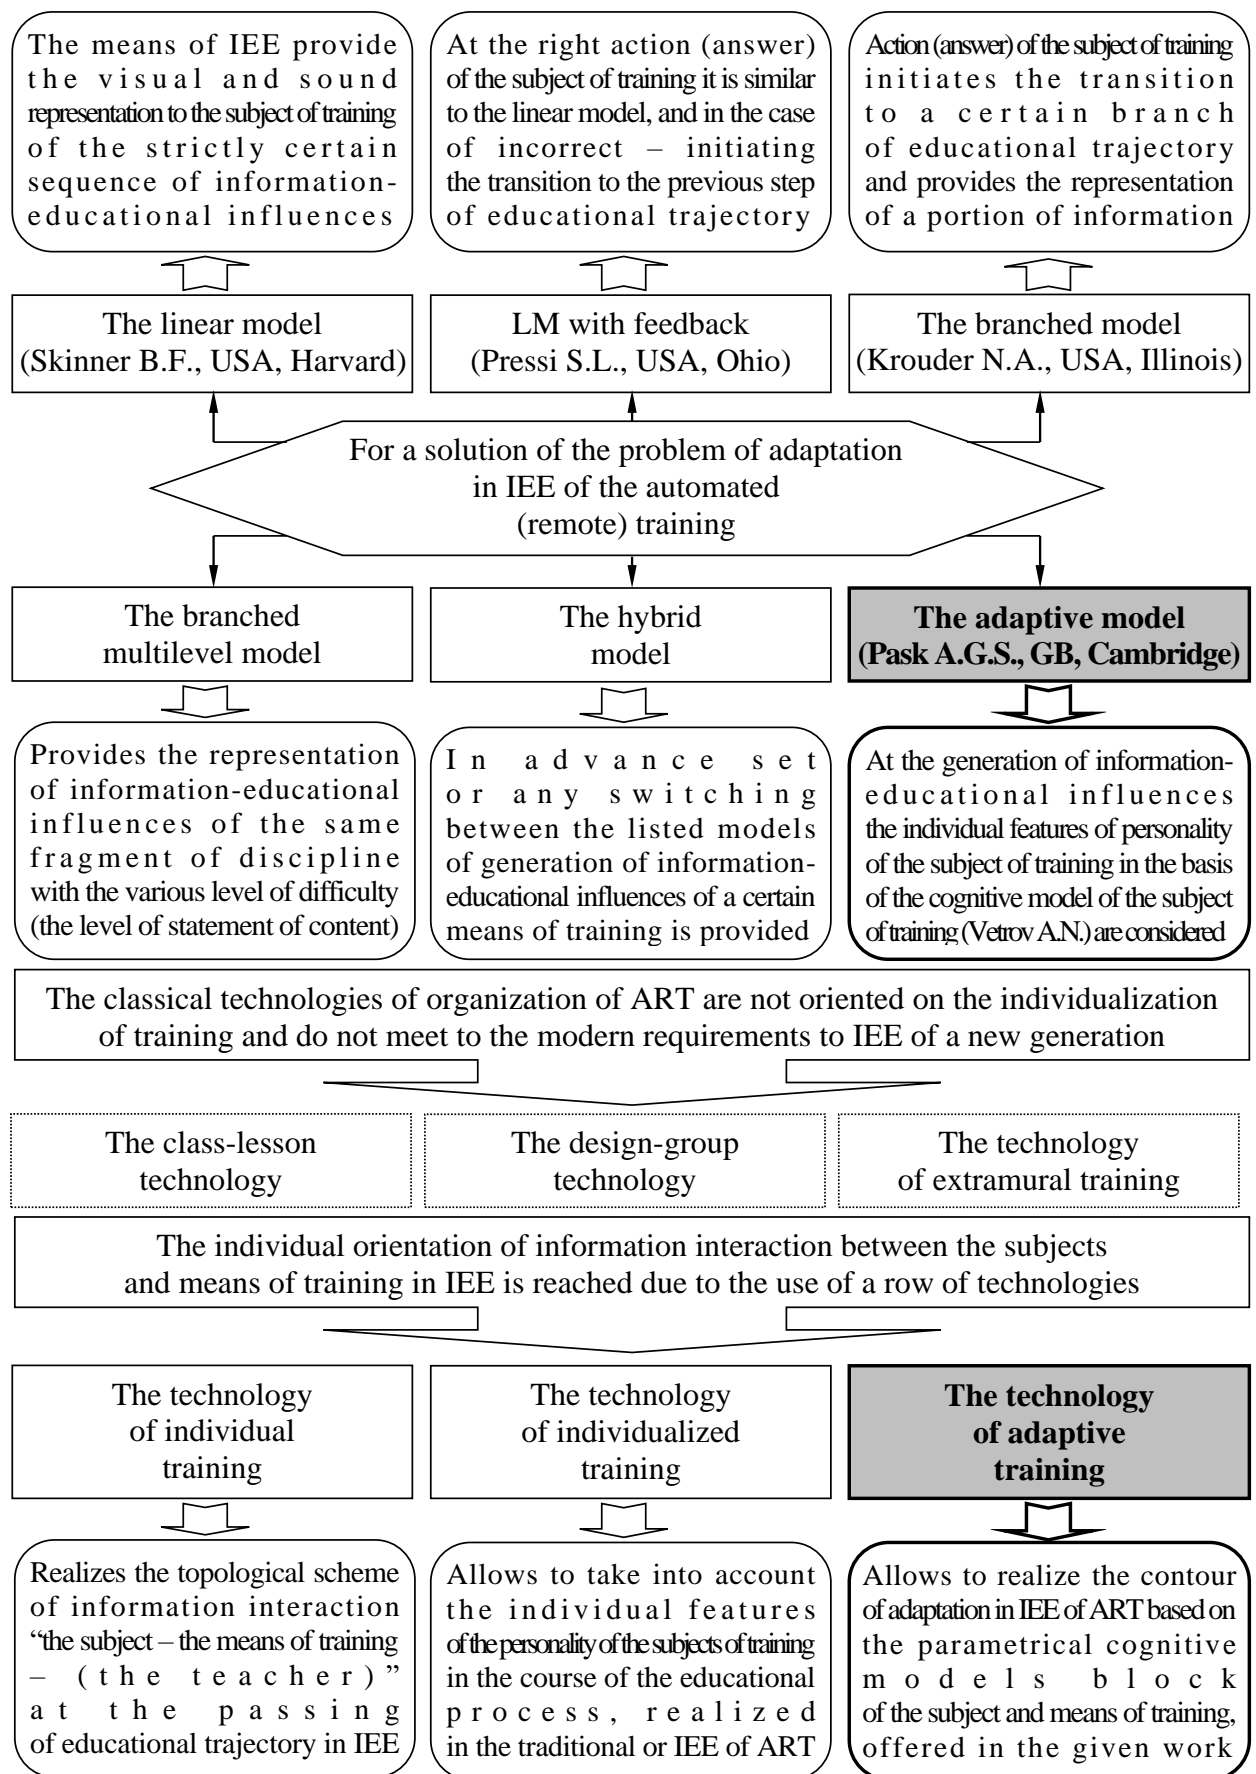 The means of IEE provide
the visual and sound
representation to the subject of training
of the strictly certain
sequence of information-
educational influences
At the right action (answer)
of the subject of training it is similar
to the linear model, and in the case
of incorrect – initiating
the transition to the previous step
of educational trajectory
Action (answer) of the subject of training
initiates the transition
to a certain branch
of educational trajectory
and provides the representation
of a portion of information
The linear model
(Skinner B.F., USA, Harvard)
LM with feedback
(Pressi S.L., USA, Ohio)
The branched model
(Krouder N.A., USA, Illinois)
For a solution of the problem of adaptation
in IEE of the automated
(remote) training
The branched
multilevel model
The hybrid
model
The adaptive model
(Pask A.G.S., GB, Cambridge)
Provides the representation
of information-educational
influences of the same
fragment of discipline
with the various level of difficulty
(the level of statement of content)
In advance set
or any switching
between the listed models
of generation of information-
educational influences of a certain
means of training is provided
At the generation of information-
educational influences
the individual features of personality
of the subject of training in the basis
of the cognitive model of the subject
of training (Vetrov A.N.) are considered
The classical technologies of organization of ART are not oriented on the individualization
of training and do not meet to the modern requirements to IEE of a new generation
The class-lesson
technology
The design-group
technology
The technology
of extramural training
The individual orientation of information interaction between the subjects
and means of training in IEE is reached due to the use of a row of technologies
The technology
of individual
training
The technology
of individualized
training
The technology
of adaptive
training
Realizes the topological scheme
of information interaction
“the subject – the means of training
– (the teacher)”
at the passing
of educational trajectory in IEE
Allows to take into account
the individual features
of the personality of the subjects of training
in the course of the educational
process, realized
in the traditional or IEE of ART
Allows to realize the contour
of adaptation in IEE of ART based on
the parametrical cognitive
models block
of the subject and means of training,
offered in the given work